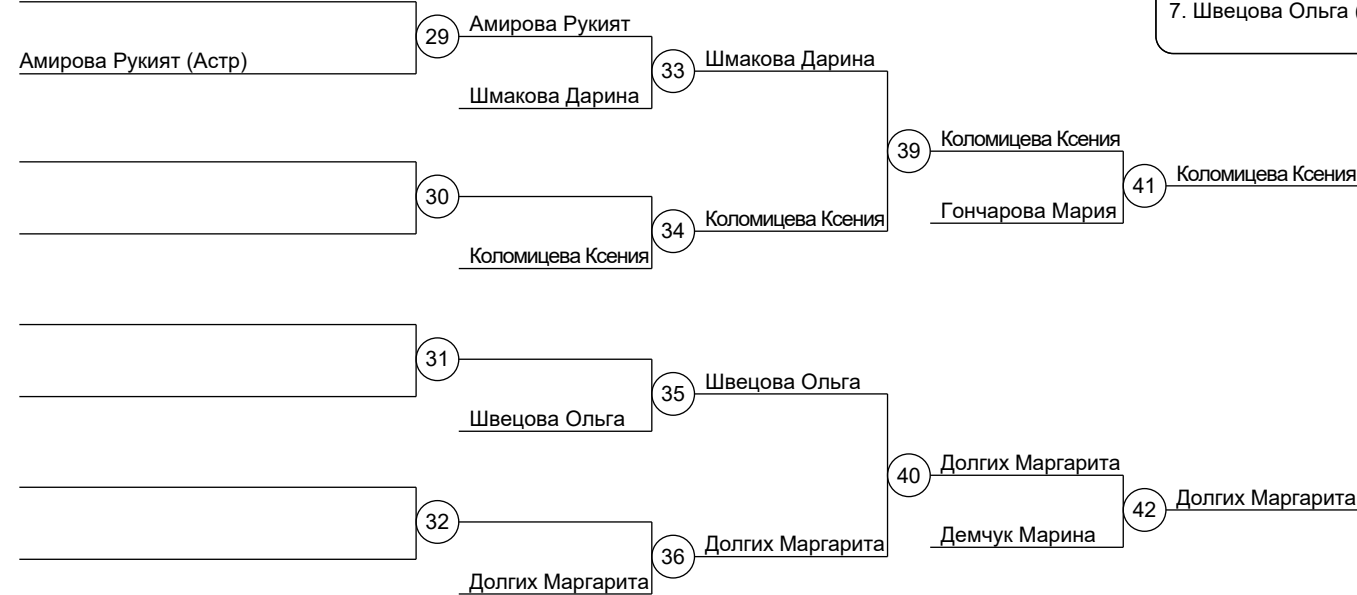 7. Швецова Ольга (
29
Амирова Рукият
Амирова Рукият (Астр)
33
Шмакова Дарина
Шмакова Дарина
39
Коломицева Ксения
41
Коломицева Ксения
30
34
Коломицева Ксения
Гончарова Мария
Коломицева Ксения
31
35
Швецова Ольга
Швецова Ольга
40
Долгих Маргарита
42
Долгих Маргарита
32
36
Долгих Маргарита
Демчук Марина
Долгих Маргарита